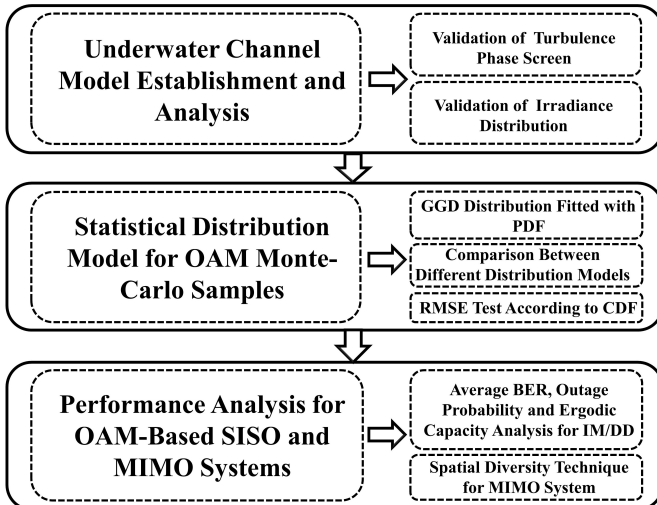 Underwater Channel
Model Establishment and
Analysis
Validation of Turbulence
Phase Screen
Validation of Irradiance
Distribution
Statistical Distribution
Model for OAM Monte-
Carlo Samples
GGD Distribution Fitted with
PDF
Comparison Between
Different Distribution Models
RMSE Test According to CDF
Performance Analysis for
OAM-Based SISO and
MIMO Systems
Average BER, Outage
Probability and Ergodic
Capacity Analysis for IM/DD
Spatial Diversity Technique
for MIMO System